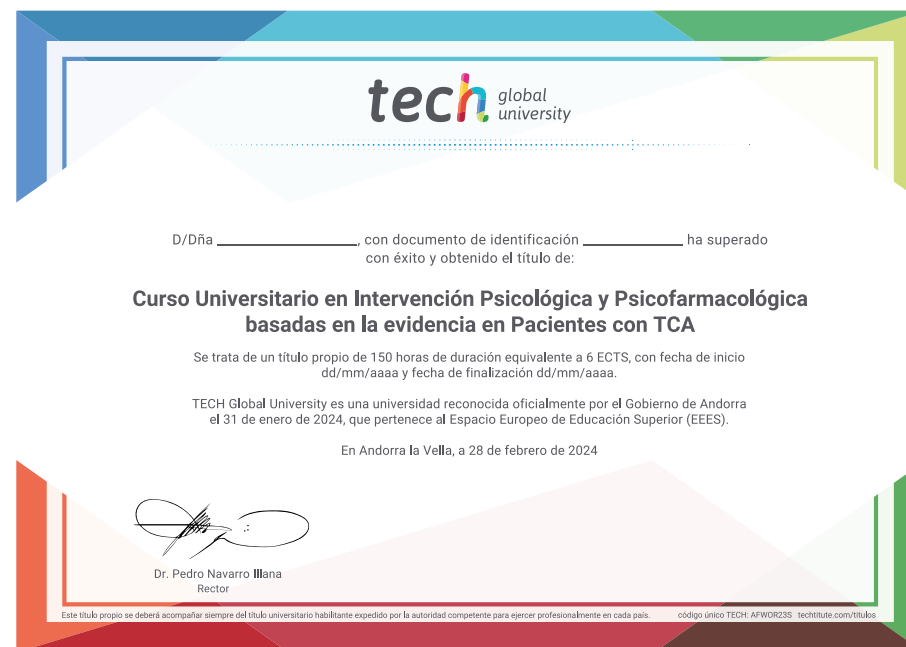 tech global university
D/Dña ____________________, con documento de identificación ______________ ha superado
con éxito y obtenido el título de:
Curso Universitario en Intervención Psicológica y Psicofarmacológica
basadas en la evidencia en Pacientes con TCA
Se trata de un título propio de 150 horas de duración equivalente a 6 ECTS, con fecha de inicio
dd/mm/aaaa y fecha de finalización dd/mm/aaaa.
TECH Global University es una universidad reconocida oficialmente por el Gobierno de Andorra
el 31 de enero de 2024, que pertenece al Espacio Europeo de Educación Superior (EEES).
En Andorra la Vella, a 28 de febrero de 2024
Dr. Pedro Navarro Illana
Rector
Este título propio se deberá acompañar siempre del título universitario habilitante expedido por la autoridad competente para ejercer profesionalmente en cada país. código único TECH: AFWOR23S techtitute.com/titulos